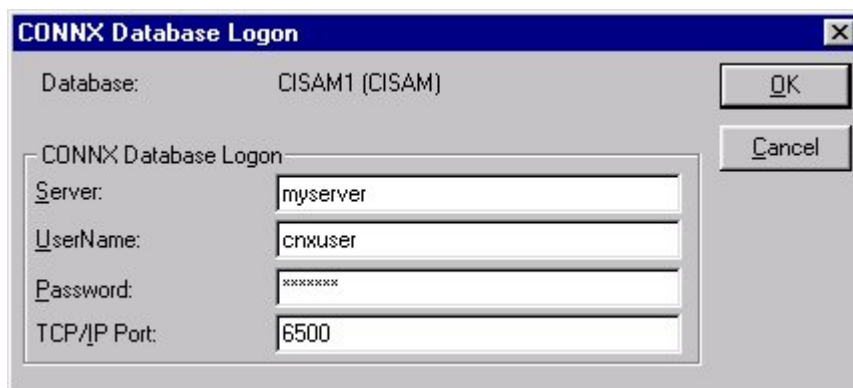 CONNX Database Logon
Database: CISAM1 (CISAM)
OK
Cancel
CONNX Database Logon
Server: myserver
UserName: cnxuser
Password: *******
TCP/IP Port: 6500